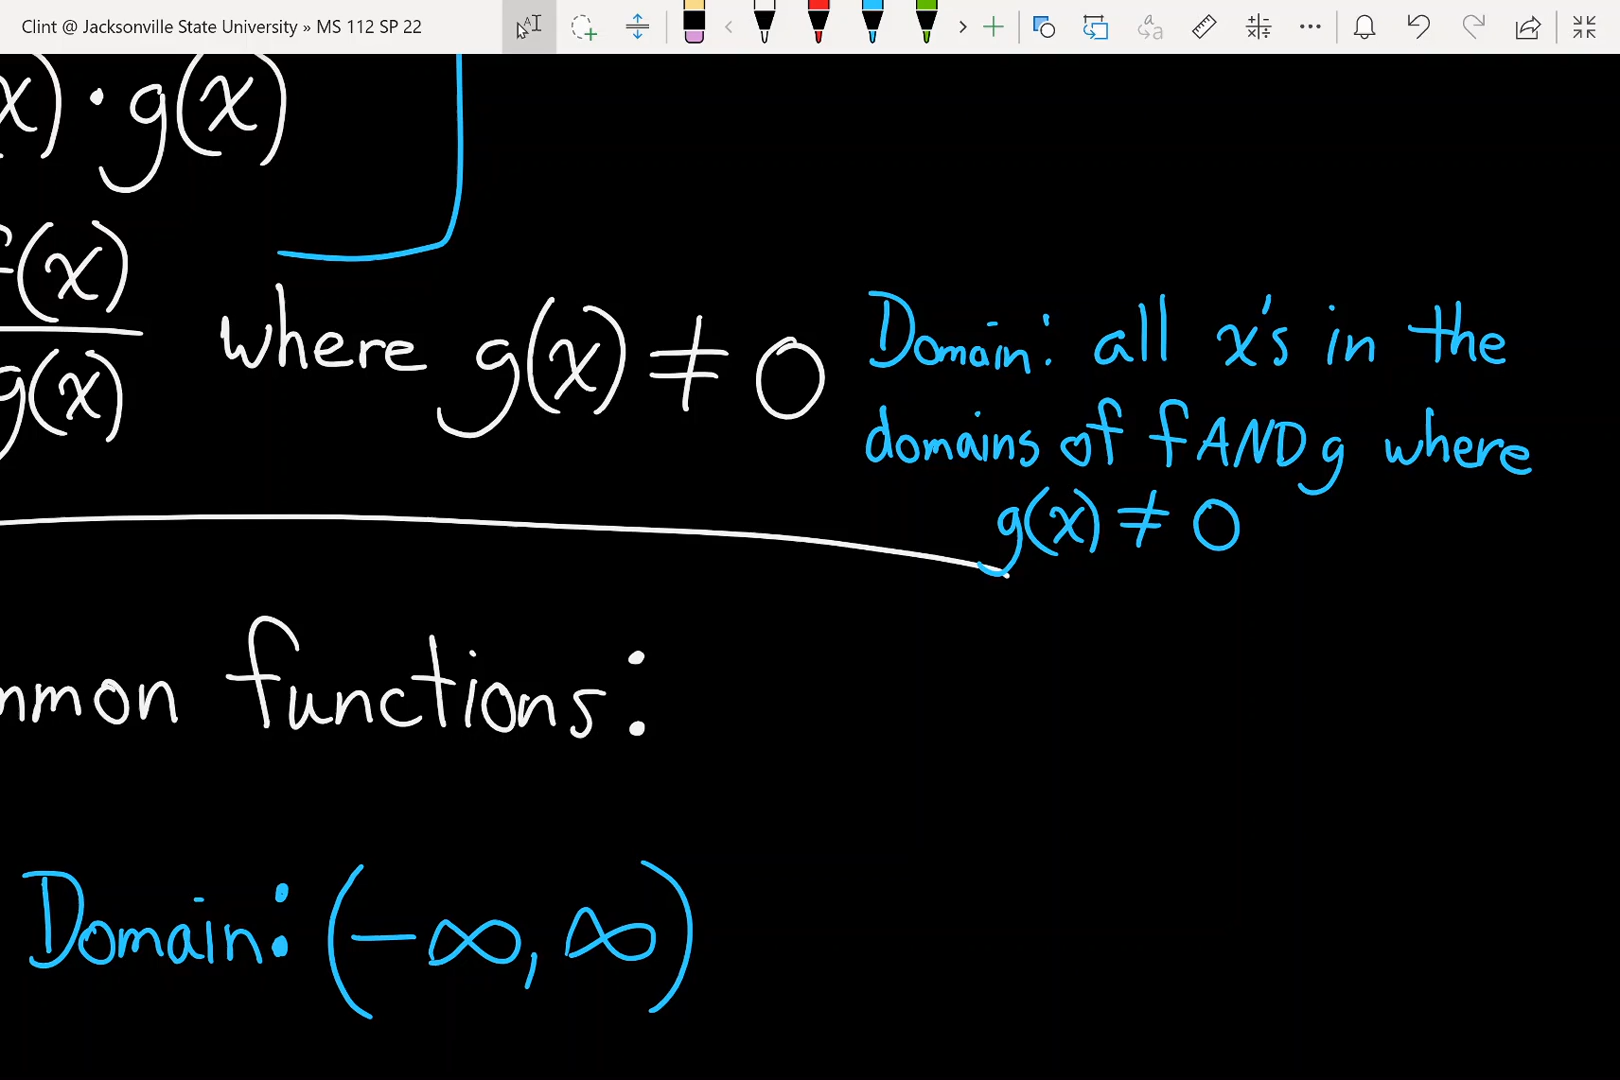 Clint @ Jacksonville State University » MS 112 SP 22
x) · g(x)
f(x)
g(x)
where g(x) ≠ 0
Domain: all x's in the
domains of f AND g where
g(x) ≠ 0
mmon functions:
Domain: (-∞, ∞)